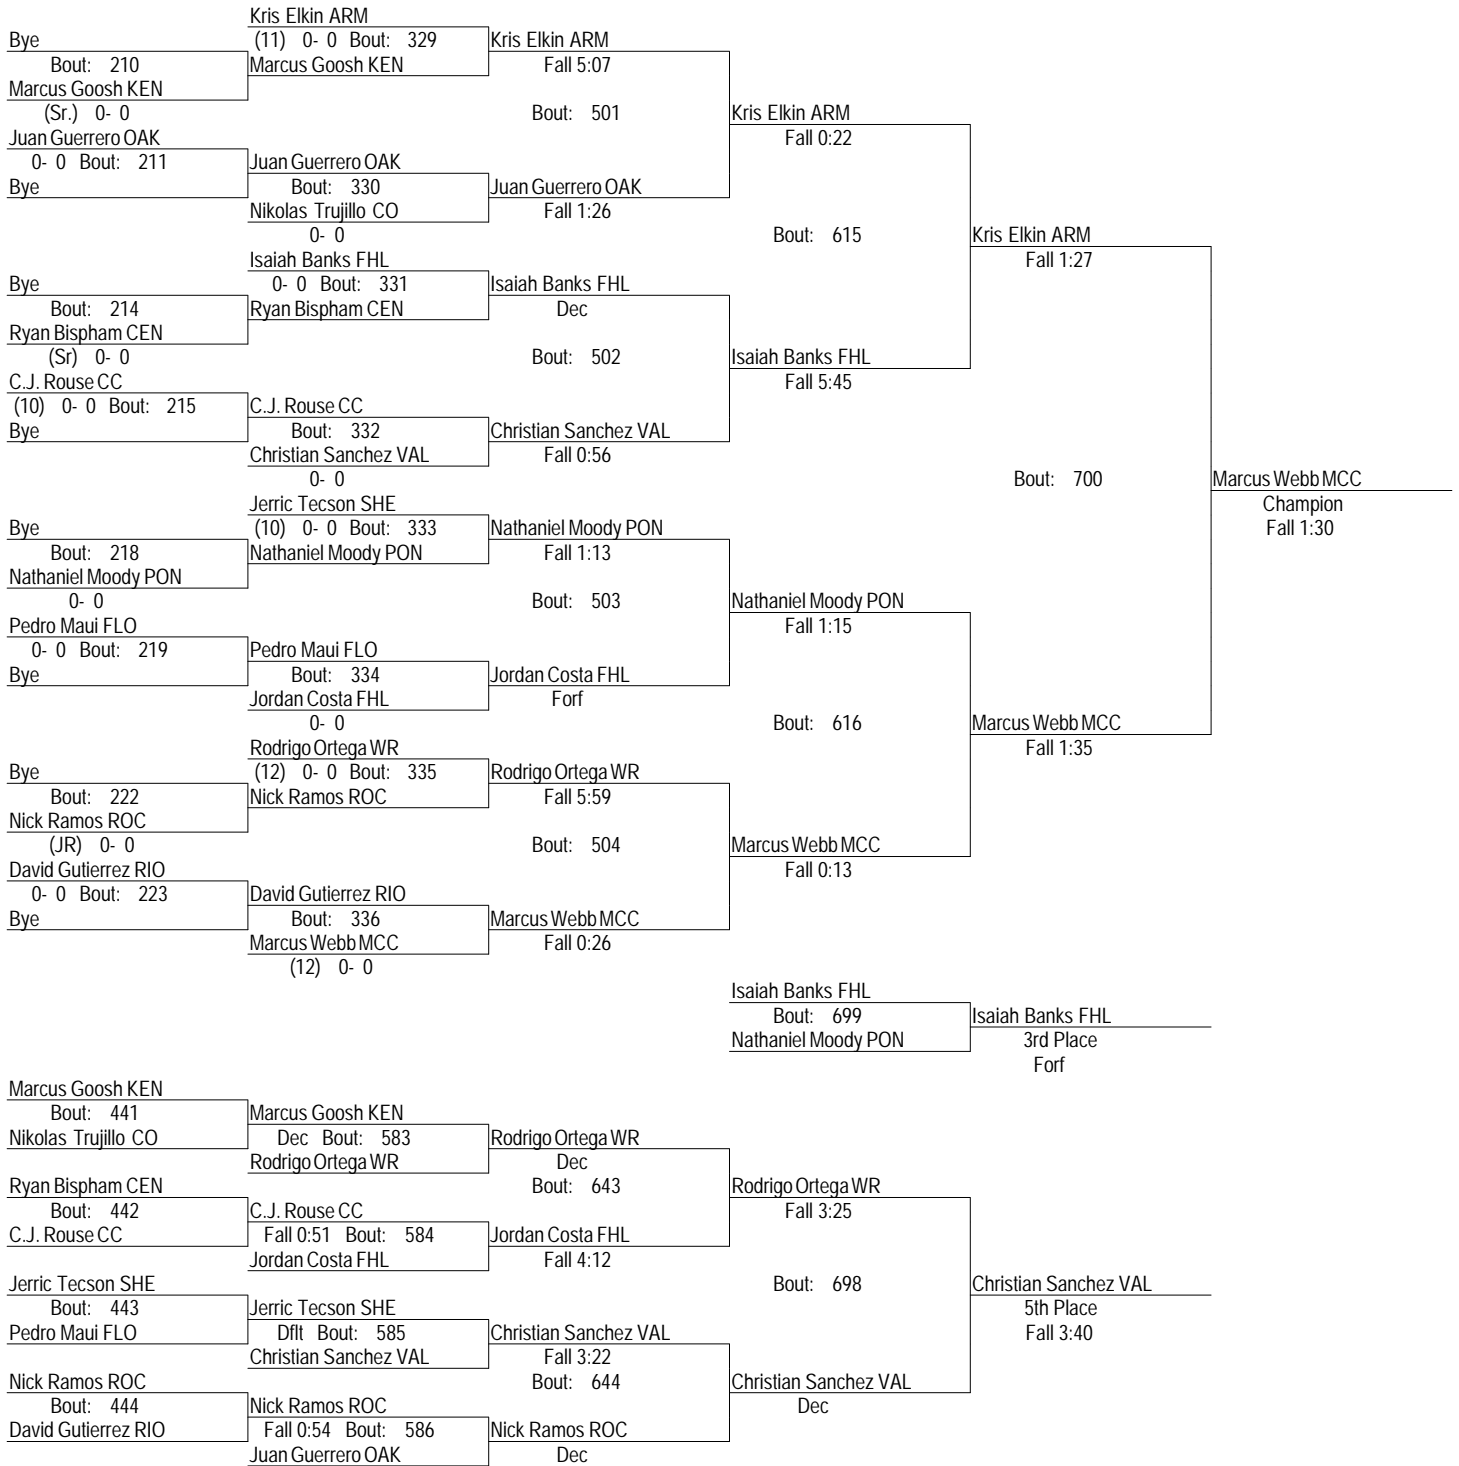 Kris Elkin ARM
Bye (11) 0- 0 Bout: 329 Kris Elkin ARM
Bout: 210 Marcus Goosh KEN Fall 5:07
Marcus Goosh KEN
(Sr.) 0- 0 Bout: 501 Kris Elkin ARM
Juan Guerrero OAK Fall 0:22
0- 0 Bout: 211 Juan Guerrero OAK
Bye Bout: 330 Juan Guerrero OAK
Nikolas Trujillo CO Fall 1:26
0- 0 Bout: 615 Kris Elkin ARM
Isaiah Banks FHL Fall 1:27
Bye 0- 0 Bout: 331 Isaiah Banks FHL
Bout: 214 Ryan Bispham CEN Dec
Ryan Bispham CEN
(Sr) 0- 0 Bout: 502 Isaiah Banks FHL
C.J. Rouse CC Fall 5:45
(10) 0- 0 Bout: 215 C.J. Rouse CC
Bye Bout: 332 Christian Sanchez VAL
Christian Sanchez VAL Fall 0:56
0- 0 Bout: 700 Marcus Webb MCC
Jerric Tecson SHE Champion
Bye (10) 0- 0 Bout: 333 Nathaniel Moody PON Fall 1:30
Bout: 218 Nathaniel Moody PON Fall 1:13
Nathaniel Moody PON
0- 0 Bout: 503 Nathaniel Moody PON
Pedro Maui FLO Fall 1:15
0- 0 Bout: 219 Pedro Maui FLO
Bye Bout: 334 Jordan Costa FHL
Jordan Costa FHL Forf
0- 0 Bout: 616 Marcus Webb MCC
Rodrigo Ortega WR Fall 1:35
Bye (12) 0- 0 Bout: 335 Rodrigo Ortega WR
Bout: 222 Nick Ramos ROC Fall 5:59
Nick Ramos ROC
(JR) 0- 0 Bout: 504 Marcus Webb MCC
David Gutierrez RIO Fall 0:13
0- 0 Bout: 223 David Gutierrez RIO
Bye Bout: 336 Marcus Webb MCC
Marcus Webb MCC Fall 0:26
(12) 0- 0
Isaiah Banks FHL
Bout: 699 Isaiah Banks FHL
Nathaniel Moody PON 3rd Place
Forf
Marcus Goosh KEN
Bout: 441 Marcus Goosh KEN
Nikolas Trujillo CO Dec Bout: 583 Rodrigo Ortega WR
Rodrigo Ortega WR Dec
Ryan Bispham CEN Bout: 643 Rodrigo Ortega WR
Bout: 442 C.J. Rouse CC Fall 3:25
C.J. Rouse CC Fall 0:51 Bout: 584 Jordan Costa FHL
Jordan Costa FHL Fall 4:12
Jerric Tecson SHE Bout: 698 Christian Sanchez VAL
Bout: 443 Jerric Tecson SHE 5th Place
Pedro Maui FLO Dflt Bout: 585 Christian Sanchez VAL Fall 3:40
Christian Sanchez VAL Fall 3:22
Nick Ramos ROC Bout: 644 Christian Sanchez VAL
Bout: 444 Nick Ramos ROC Dec
David Gutierrez RIO Fall 0:54 Bout: 586 Nick Ramos ROC
Juan Guerrero OAK Dec